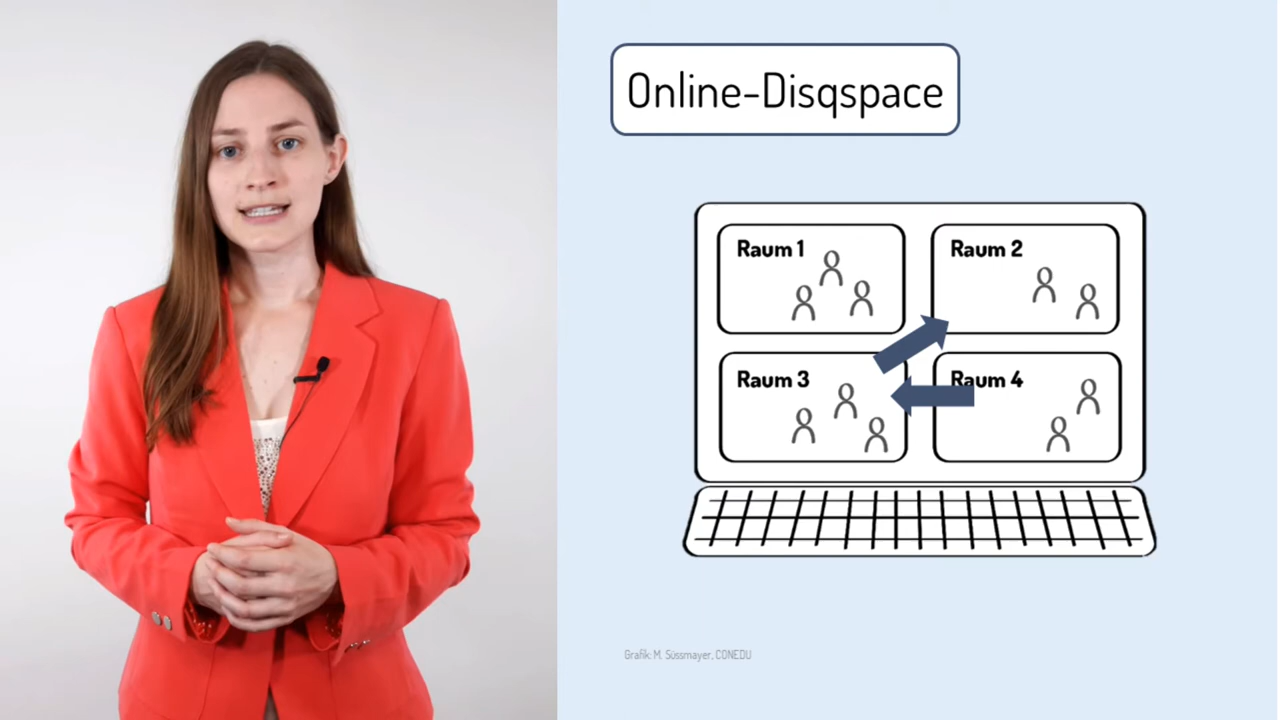 Online-Disqspace
Raum 1
Raum 2
Raum 3
Raum 4
Grafik: M. Süssmayer, CONEDU